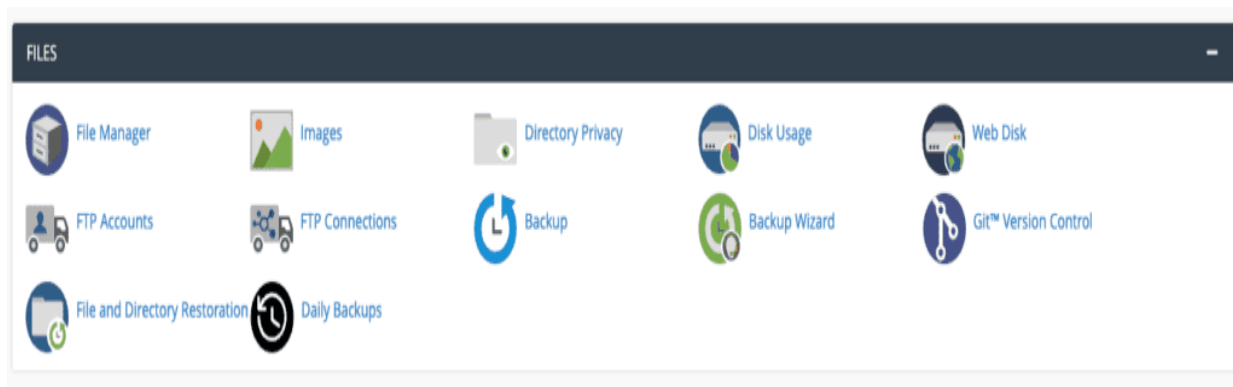 FILES
File Manager
Images
Directory Privacy
Disk Usage
Web Disk
FTP Accounts
FTP Connections
Backup
Backup Wizard
Git™ Version Control
File and Directory Restoration
Daily Backups